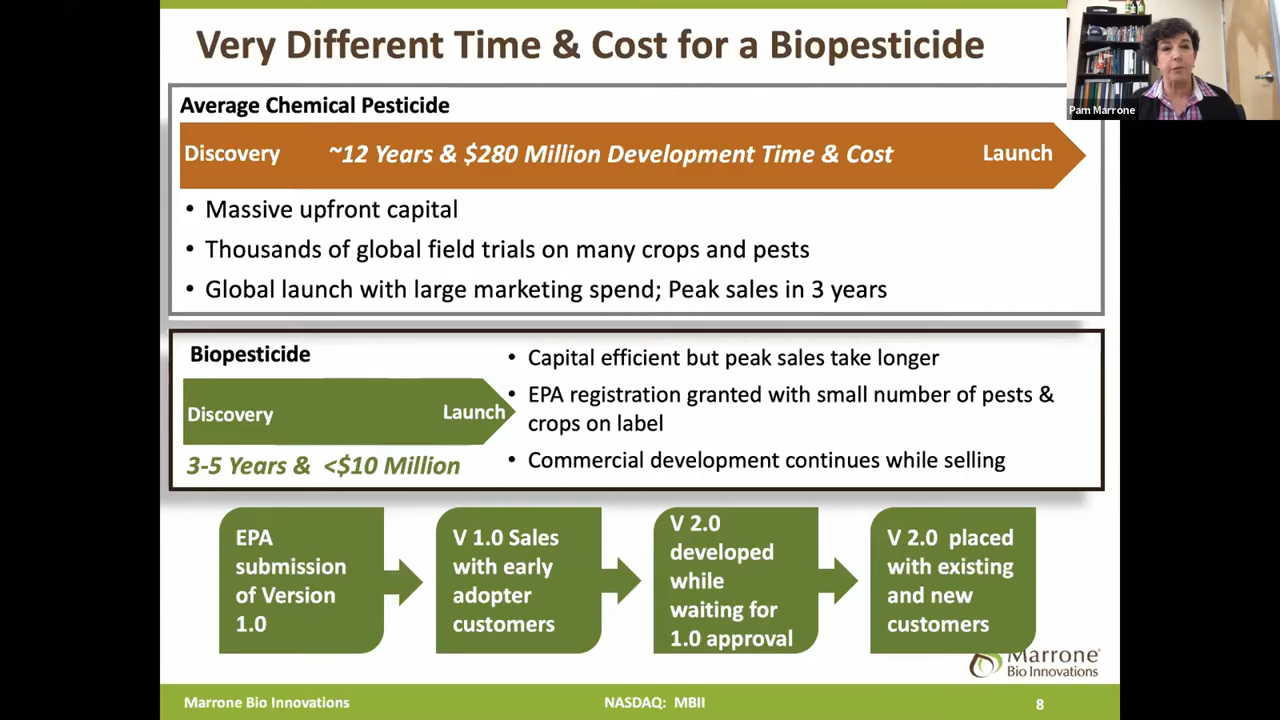 Very Different Time & Cost for a Biopesticide
Pam Marrone
Average Chemical Pesticide
Discovery
~12 Years & $280 Million Development Time & Cost
Launch
• Massive upfront capital
• Thousands of global field trials on many crops and pests
• Global launch with large marketing spend; Peak sales in 3 years
Biopesticide
Discovery
Launch
3-5 Years & <$10 Million
• Capital efficient but peak sales take longer
• EPA registration granted with small number of pests &
crops on label
• Commercial development continues while selling
EPA
submission
of Version
1.0
V 1.0 Sales
with early
adopter
customers
V 2.0
developed
while
waiting for
1.0 approval
V 2.0 placed
with existing
and new
customers
Marrone
Bio Innovations
Marrone Bio Innovations
NASDAQ: MBII
8